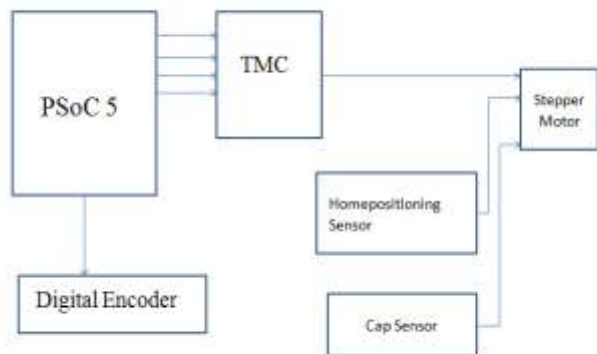 PSoC 5
TMC
Stepper
Motor
Homepositioning
Sensor
Digital Encoder
Cap Sensor